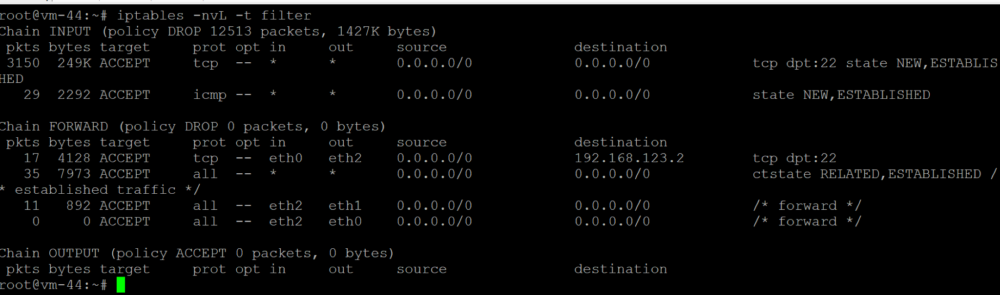 root@vm-44:~# iptables -nvL -t filter
Chain INPUT (policy DROP 12513 packets, 1427K bytes)
 pkts bytes target     prot opt in     out     source               destination
 3150  249K ACCEPT     tcp  --  *      *       0.0.0.0/0            0.0.0.0/0            tcp dpt:22 state NEW,ESTABLIS
HED
   29  2292 ACCEPT     icmp --  *      *       0.0.0.0/0            0.0.0.0/0            state NEW,ESTABLISHED

Chain FORWARD (policy DROP 0 packets, 0 bytes)
 pkts bytes target     prot opt in     out     source               destination
   17  4128 ACCEPT     tcp  --  eth0   eth2    0.0.0.0/0            192.168.123.2        tcp dpt:22
   35  7973 ACCEPT     all  --  *      *       0.0.0.0/0            0.0.0.0/0            ctstate RELATED,ESTABLISHED /
* established traffic */
   11   892 ACCEPT     all  --  eth2   eth1    0.0.0.0/0            0.0.0.0/0            /* forward */
    0     0 ACCEPT     all  --  eth2   eth0    0.0.0.0/0            0.0.0.0/0            /* forward */

Chain OUTPUT (policy ACCEPT 0 packets, 0 bytes)
 pkts bytes target     prot opt in     out     source               destination
root@vm-44:~#